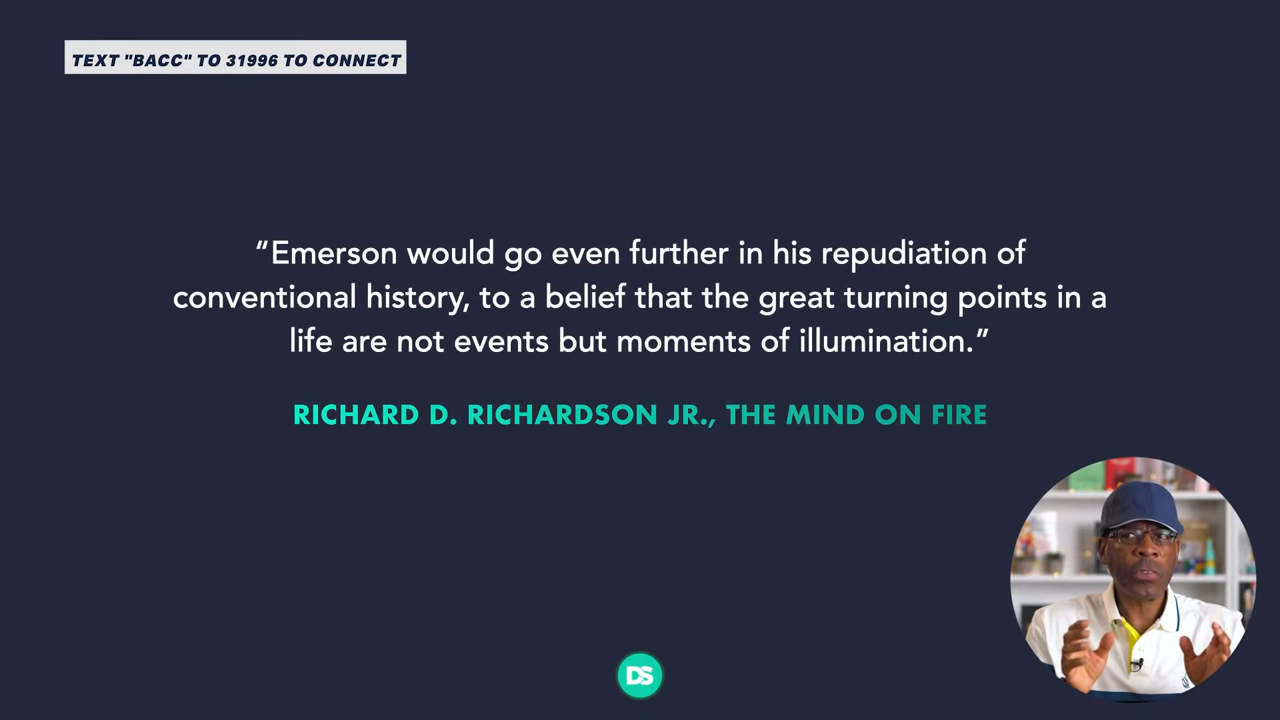 TEXT "BACC" TO 31996 TO CONNECT
“Emerson would go even further in his repudiation of
conventional history, to a belief that the great turning points in a
life are not events but moments of illumination.”
RICHARD D. RICHARDSON JR., THE MIND ON FIRE
DS